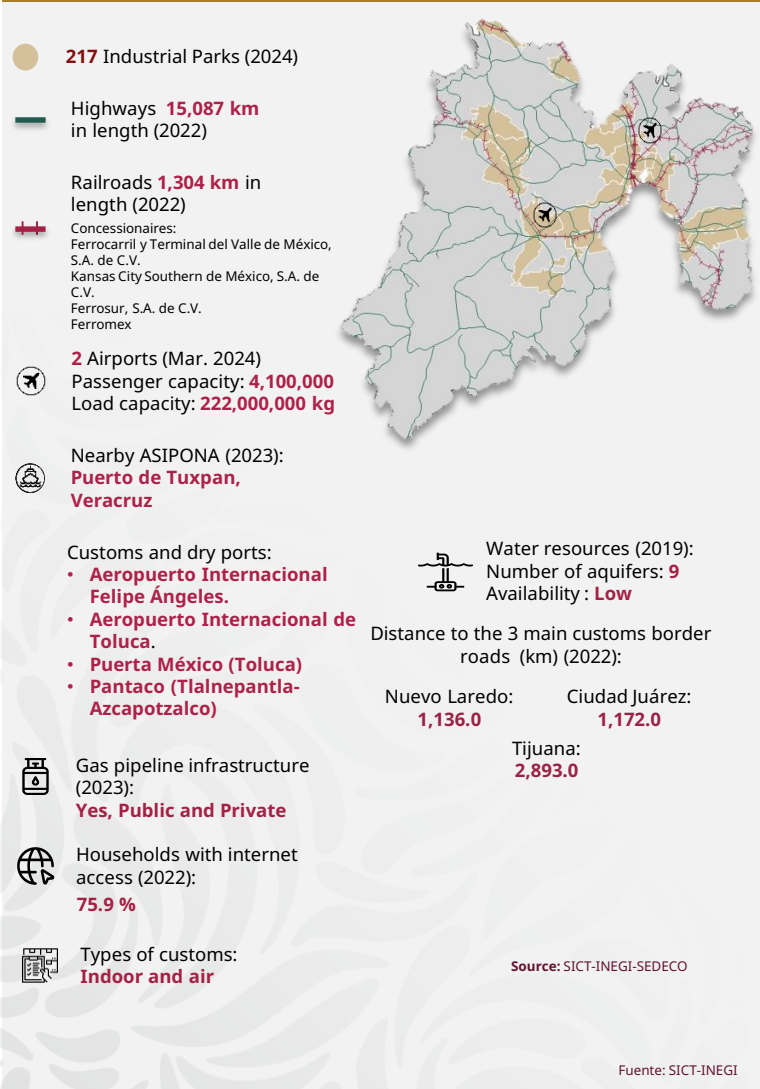 217 Industrial Parks (2024)
Highways 15,087 km
in length (2022)
Railroads 1,304 km in
length (2022)
Concessionaires:
Ferrocarril y Terminal del Valle de México,
S.A. de C.V.
Kansas City Southern de México, S.A. de
C.V.
Ferrosur, S.A. de C.V.
Ferromex
2 Airports (Mar. 2024)
Passenger capacity: 4,100,000
Load capacity: 222,000,000 kg
Nearby ASIPONA (2023):
Puerto de Tuxpan,
Veracruz
Customs and dry ports:
• Aeropuerto Internacional
Felipe Ángeles.
• Aeropuerto Internacional de
Toluca.
• Puerta México (Toluca)
• Pantaco (Tlalnepantla-
Azcapotzalco)
Gas pipeline infrastructure
(2023):
Yes, Public and Private
Households with internet
access (2022):
75.9 %
Types of customs:
Indoor and air
Water resources (2019):
Number of aquifers: 9
Availability : Low
Distance to the 3 main customs border
roads (km) (2022):
Nuevo Laredo:
1,136.0
Ciudad Juárez:
1,172.0
Tijuana:
2,893.0
Source: SICT-INEGI-SEDECO
Fuente: SICT-INEGI